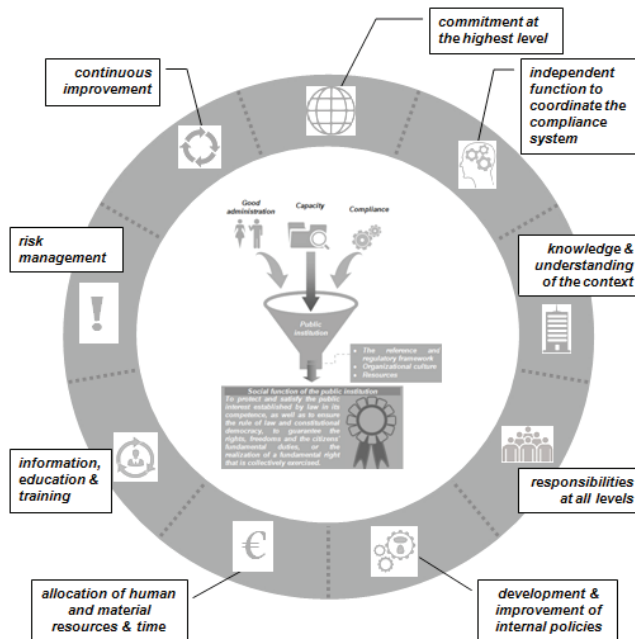 commitment at
the highest level
independent
function to
coordinate the
compliance
system
knowledge &
understanding
of the context
responsibilities
at all levels
development &
improvement of
internal policies
allocation of human
and material
resources & time
information,
education &
training
risk
management
continuous
improvement
Good
administration
Capacity
Compliance
Public
institution
• The reference and
regulatory framework
• Organizational culture
• Resources
Social function of the public institution
To protect and satisfy the public
interest established by law in its
competence, as well as to ensure
the rule of law and constitutional
democracy, to guarantee the
rights, freedoms and the citizens'
fundamental duties, or the
realization of a fundamental right
that is collectively exercised.